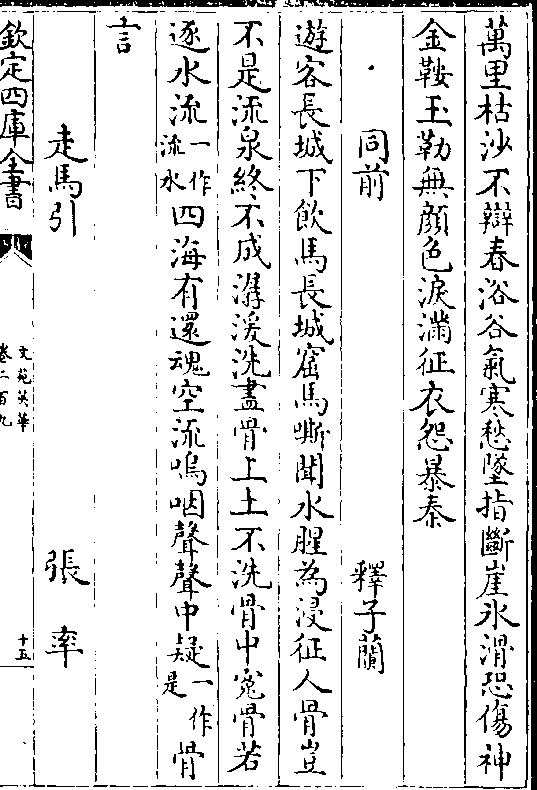 萬里枯沙不辯春浴谷氣寒愁墜指斷崖氷滑恐傷神
金鞍玉勒無顔色淚滿征衣怨暴秦
同前 釋子蘭
遊客長城下飲馬長城窟馬嘶聞水腥為浸征人骨豈
不是流泉終不成潺湲洗盡骨上土不洗骨中寃骨若
逐水流一作流水四海有還魂空流嗚咽聲聲中疑一作是骨
言
走馬引 張率
欽定四庫全書
文苑英華
卷二百九
十五